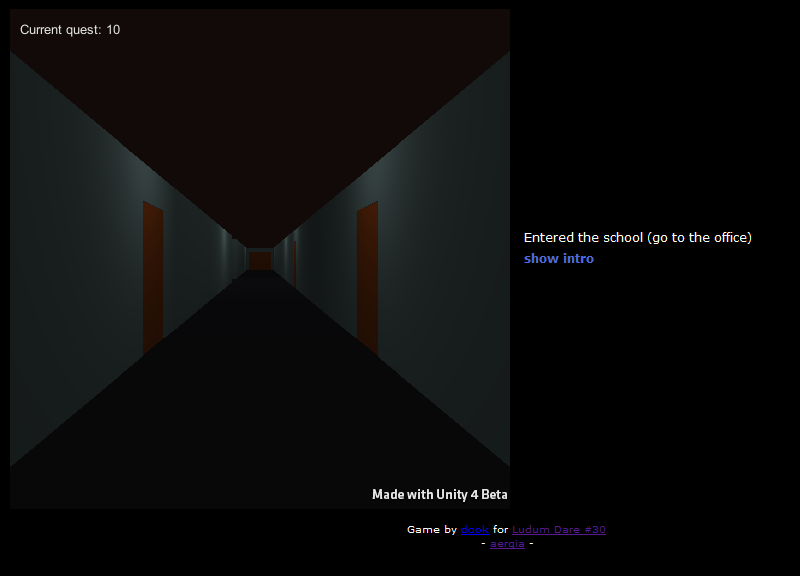 Current quest: 10
Entered the school (go to the office)
show intro
Made with Unity 4 Beta
Game by dook for Ludum Dare #30
- aergia -